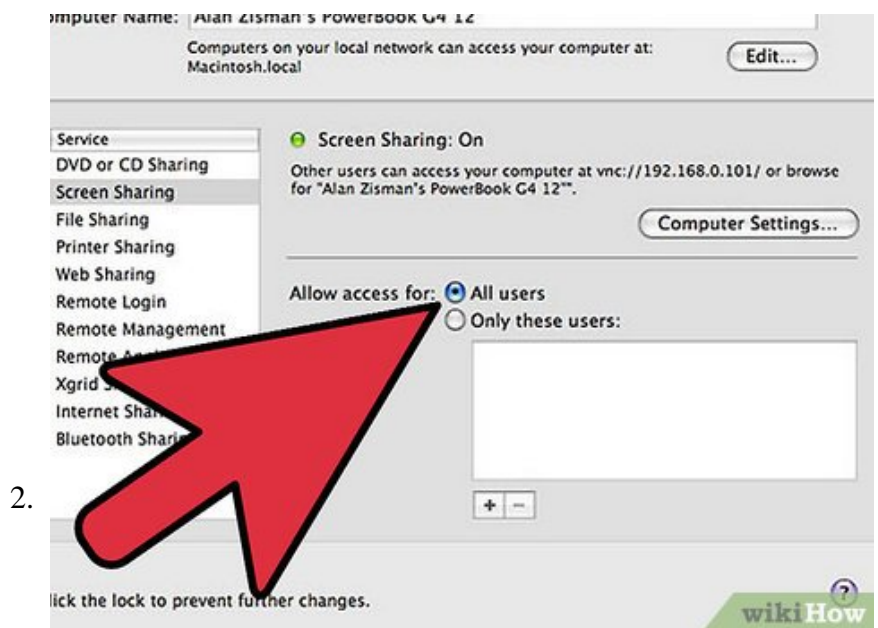 Computer Name: Alan Zisman's PowerBook G4 12"
Computers on your local network can access your computer at:
Macintosh.local
Edit...
Service
DVD or CD Sharing
Screen Sharing
File Sharing
Printer Sharing
Web Sharing
Remote Login
Remote Management
Remote
Xgrid
Internet
Bluetooth
Screen Sharing: On
Other users can access your computer at vnc://192.168.0.101/ or browse
for "Alan Zisman's PowerBook G4 12"".
Computer Settings...
Allow access for: All users
Only these users:
+ -
2.
lick the lock to prevent further changes.
?
wikiHow